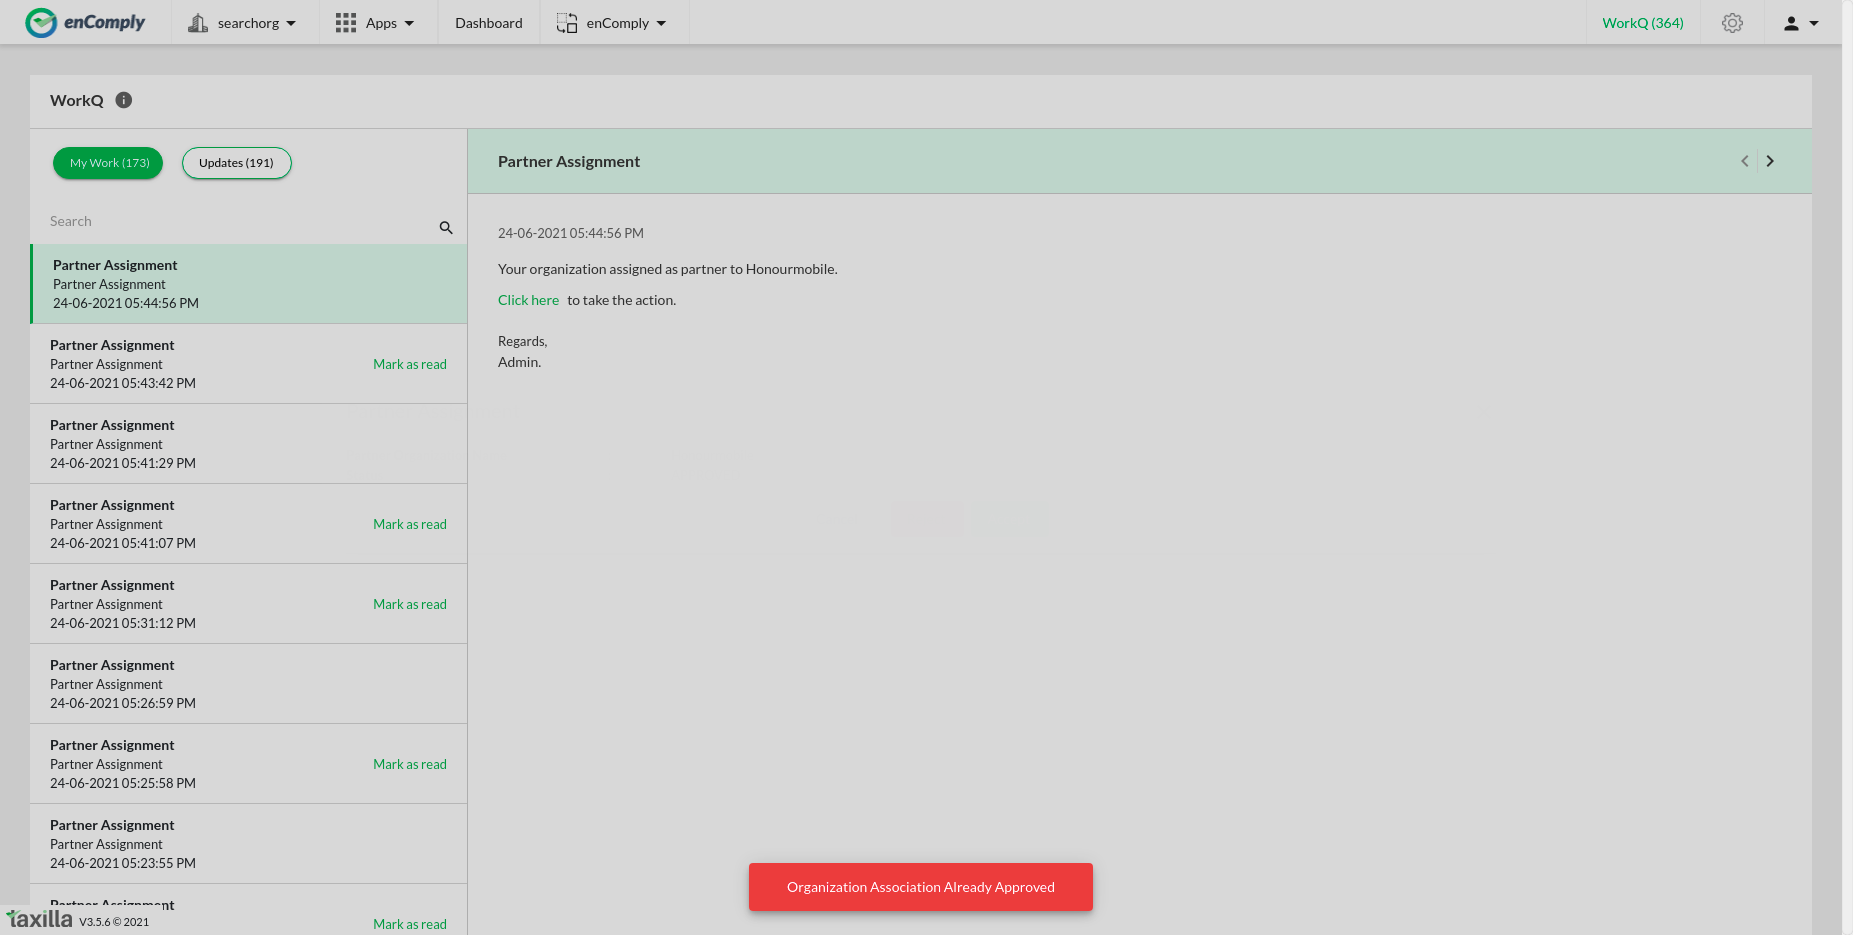 enComply
searchorg
Apps
Dashboard
enComply
WorkQ (364)
WorkQ
My Work (173)
Updates (191)
Search
Partner Assignment
Partner Assignment
24-06-2021 05:44:56 PM
Partner Assignment
Partner Assignment
Mark as read
24-06-2021 05:43:42 PM
Partner Assignment
Partner Assignment
24-06-2021 05:41:29 PM
Partner Assignment
Partner Assignment
Mark as read
24-06-2021 05:41:07 PM
Partner Assignment
Partner Assignment
Mark as read
24-06-2021 05:31:12 PM
Partner Assignment
Partner Assignment
24-06-2021 05:26:59 PM
Partner Assignment
Partner Assignment
Mark as read
24-06-2021 05:25:58 PM
Partner Assignment
Partner Assignment
24-06-2021 05:23:55 PM
Partner Assignment
Mark as read
taxilla V3.5.6 © 2021
Partner Assignment
24-06-2021 05:44:56 PM
Your organization assigned as partner to Honourmobile.
Click here to take the action.
Regards,
Admin.
Organization Association Already Approved